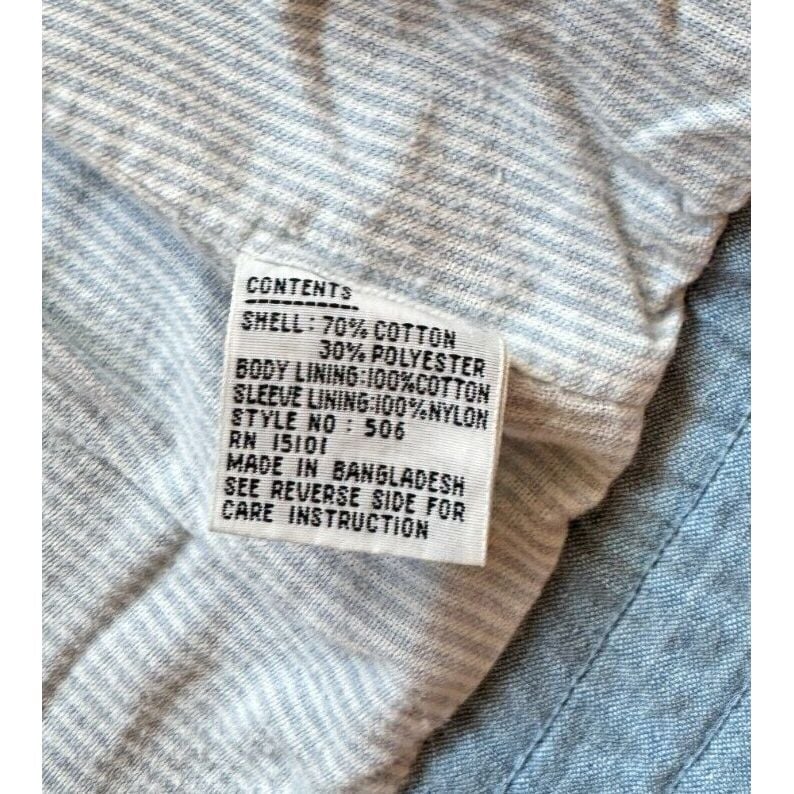 CONTENTS
SHELL: 70% COTTON
30% POLYESTER
BODY LINING:100%COTTON
SLEEVE LINING:100%NYLON
STYLE NO : 506
RN 15101
MADE IN BANGLADESH
SEE REVERSE SIDE FOR
CARE INSTRUCTION